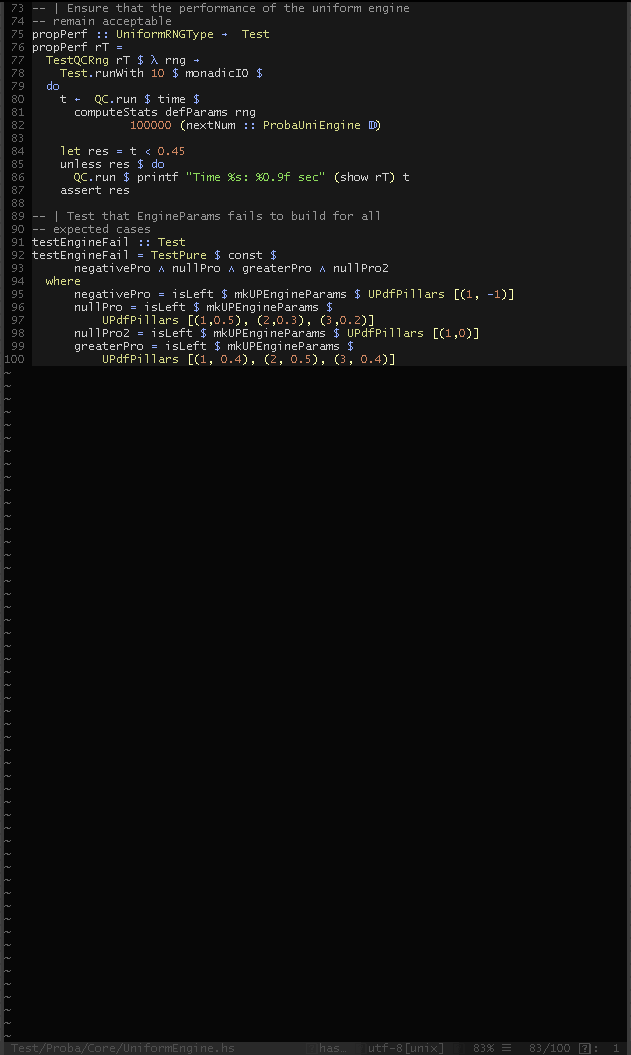 73 -- | Ensure that the performance of the uniform engine
74 -- remain acceptable
75 propPerf :: UniformRNGType → Test
76 propPerf rT =
77   TestQCRng rT $ λ rng →
78     Test.runWith 10 $ monadicIO $
79   do
80     t ← QC.run $ time $
81       computeStats defParams rng
82               100000 (nextNum :: ProbaUniEngine 𝔻)
83
84     let res = t < 0.45
85     unless res $ do
86       QC.run $ printf "Time %s: %0.9f sec" (show rT) t
87     assert res
88
89 -- | Test that EngineParams fails to build for all
90 -- expected cases
91 testEngineFail :: Test
92 testEngineFail = TestPure $ const $
93       negativePro ∧ nullPro ∧ greaterPro ∧ nullPro2
94   where
95       negativePro = isLeft $ mkUPEngineParams $ UPdfPillars [(1, -1)]
96       nullPro = isLeft $ mkUPEngineParams $
97           UPdfPillars [(1,0.5), (2,0.3), (3,0.2)]
98       nullPro2 = isLeft $ mkUPEngineParams $ UPdfPillars [(1,0)]
99       greaterPro = isLeft $ mkUPEngineParams $
100           UPdfPillars [(1, 0.4), (2, 0.5), (3, 0.4)]
Test/Proba/Core/UniformEngine.hs has… utf-8[unix] 83% ☰ 83/100 : 1